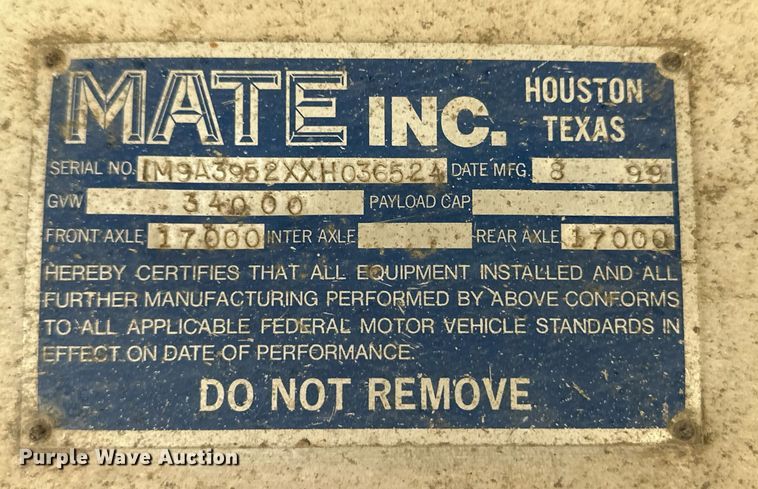 MATE INC.
HOUSTON
TEXAS
SERIAL NO. 1M9A3952XXH036524 DATE MFG. 8 99
GVW 34000 PAYLOAD CAP.
FRONT AXLE 17000 INTER AXLE REAR AXLE 17000
HEREBY CERTIFIES THAT ALL EQUIPMENT INSTALLED AND ALL
FURTHER MANUFACTURING PERFORMED BY ABOVE CONFORMS
TO ALL APPLICABLE FEDERAL MOTOR VEHICLE STANDARDS IN
EFFECT ON DATE OF PERFORMANCE.
DO NOT REMOVE
Purple Wave Auction